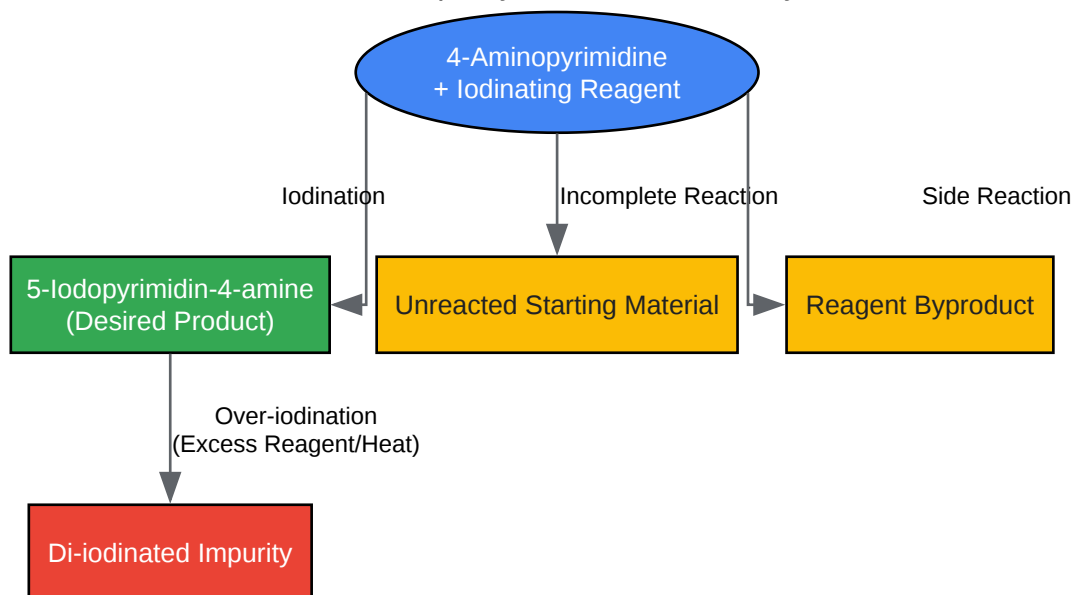 4-Aminopyrimidine
+ Iodinating Reagent
Iodination
Incomplete Reaction
Side Reaction
5-Iodopyrimidin-4-amine
(Desired Product)
Unreacted Starting Material
Reagent Byproduct
Over-iodination
(Excess Reagent/Heat)
Di-iodinated Impurity